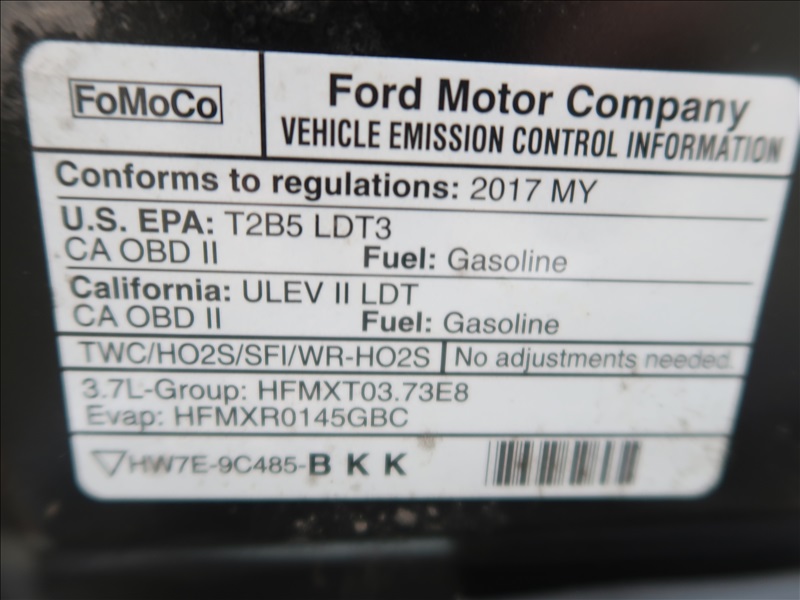 FoMoCo
Ford Motor Company
VEHICLE EMISSION CONTROL INFORMATION
Conforms to regulations: 2017 MY
U.S. EPA: T2B5 LDT3
CA OBD II Fuel: Gasoline
California: ULEV II LDT
CA OBD II Fuel: Gasoline
TWC/HO2S/SFI/WR-HO2S No adjustments needed.
3.7L-Group: HFMXT03.73E8
Evap: HFMXR0145GBC
HW7E-9C485-B K K